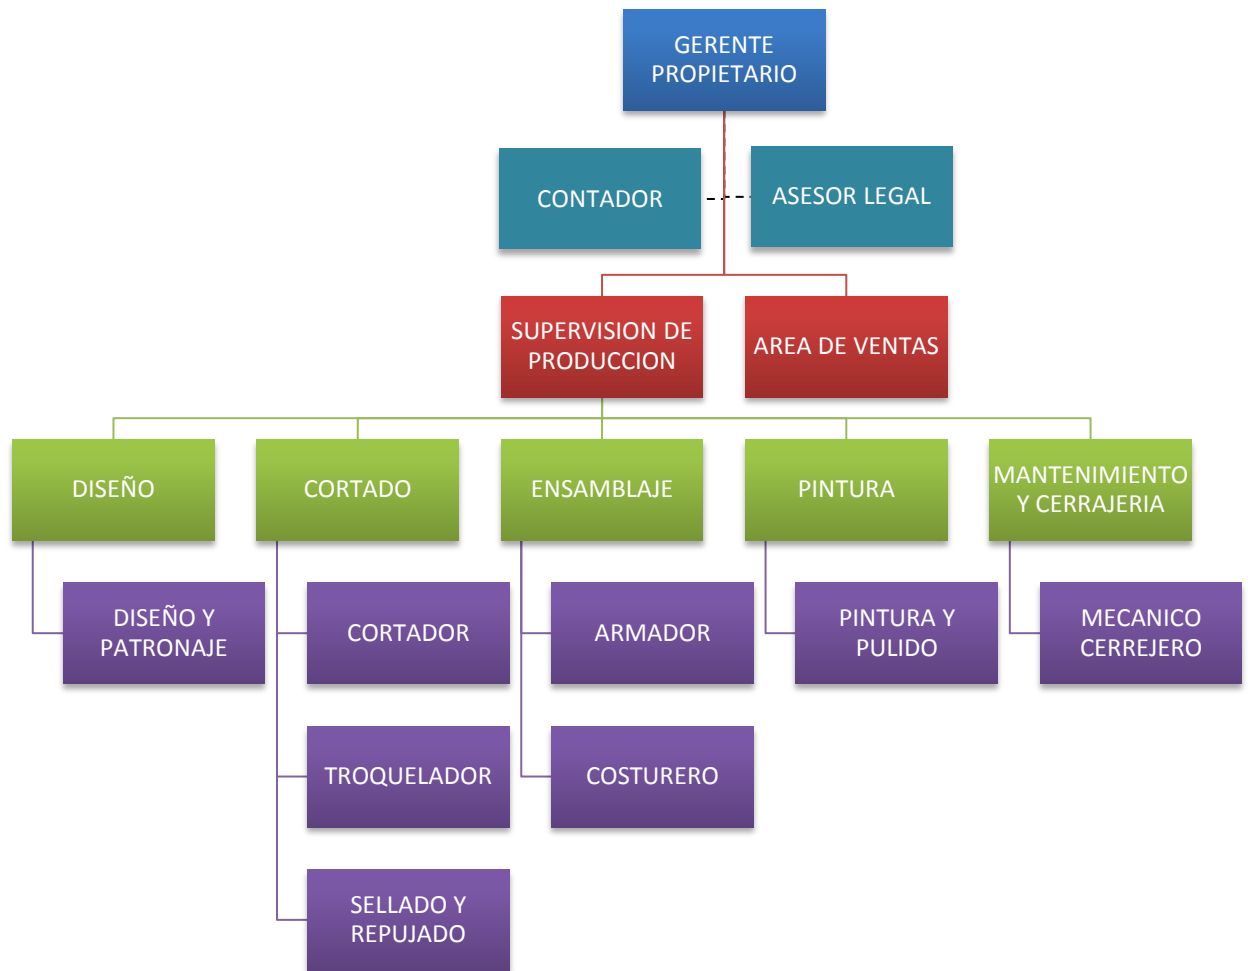 GERENTE
PROPIETARIO
CONTADOR
ASESOR LEGAL
SUPERVISION DE
PRODUCCION
AREA DE VENTAS
DISEÑO
CORTADO
ENSAMBLAJE
PINTURA
MANTENIMIENTO
Y CERRAJERIA
DISEÑO Y
PATRONAJE
CORTADOR
ARMADOR
PINTURA Y
PULIDO
MECANICO
CERREJERO
TROQUELADOR
COSTURERO
SELLADO Y
REPUJADO